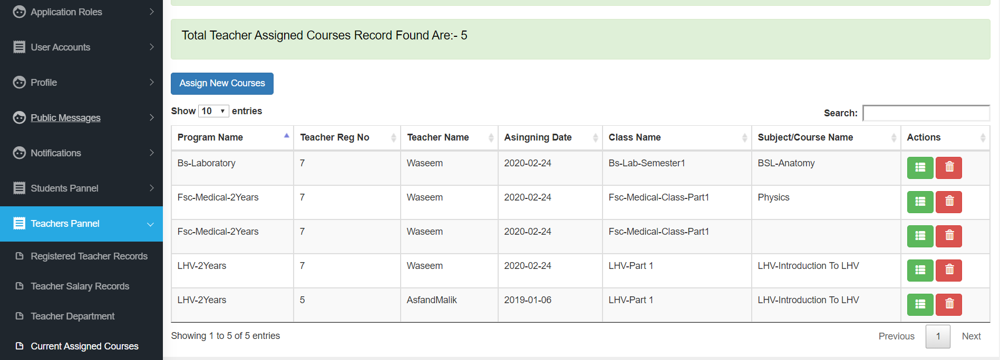 Application Roles
User Accounts
Profile
Public Messages
Notifications
Students Pannel
Teachers Pannel
Registered Teacher Records
Teacher Salary Records
Teacher Department
Current Assigned Courses
Total Teacher Assigned Courses Record Found Are:- 5
Assign New Courses
Show 10 entries
Search:
Program Name Teacher Reg No Teacher Name Asingning Date Class Name Subject/Course Name Actions
Bs-Laboratory 7 Waseem 2020-02-24 Bs-Lab-Semester1 BSL-Anatomy
Fsc-Medical-2Years 7 Waseem 2020-02-24 Fsc-Medical-Class-Part1 Physics
Fsc-Medical-2Years 7 Waseem 2020-02-24 Fsc-Medical-Class-Part1
LHV-2Years 7 Waseem 2020-02-24 LHV-Part 1 LHV-Introduction To LHV
LHV-2Years 5 AsfandMalik 2019-01-06 LHV-Part 1 LHV-Introduction To LHV
Showing 1 to 5 of 5 entries
Previous 1 Next